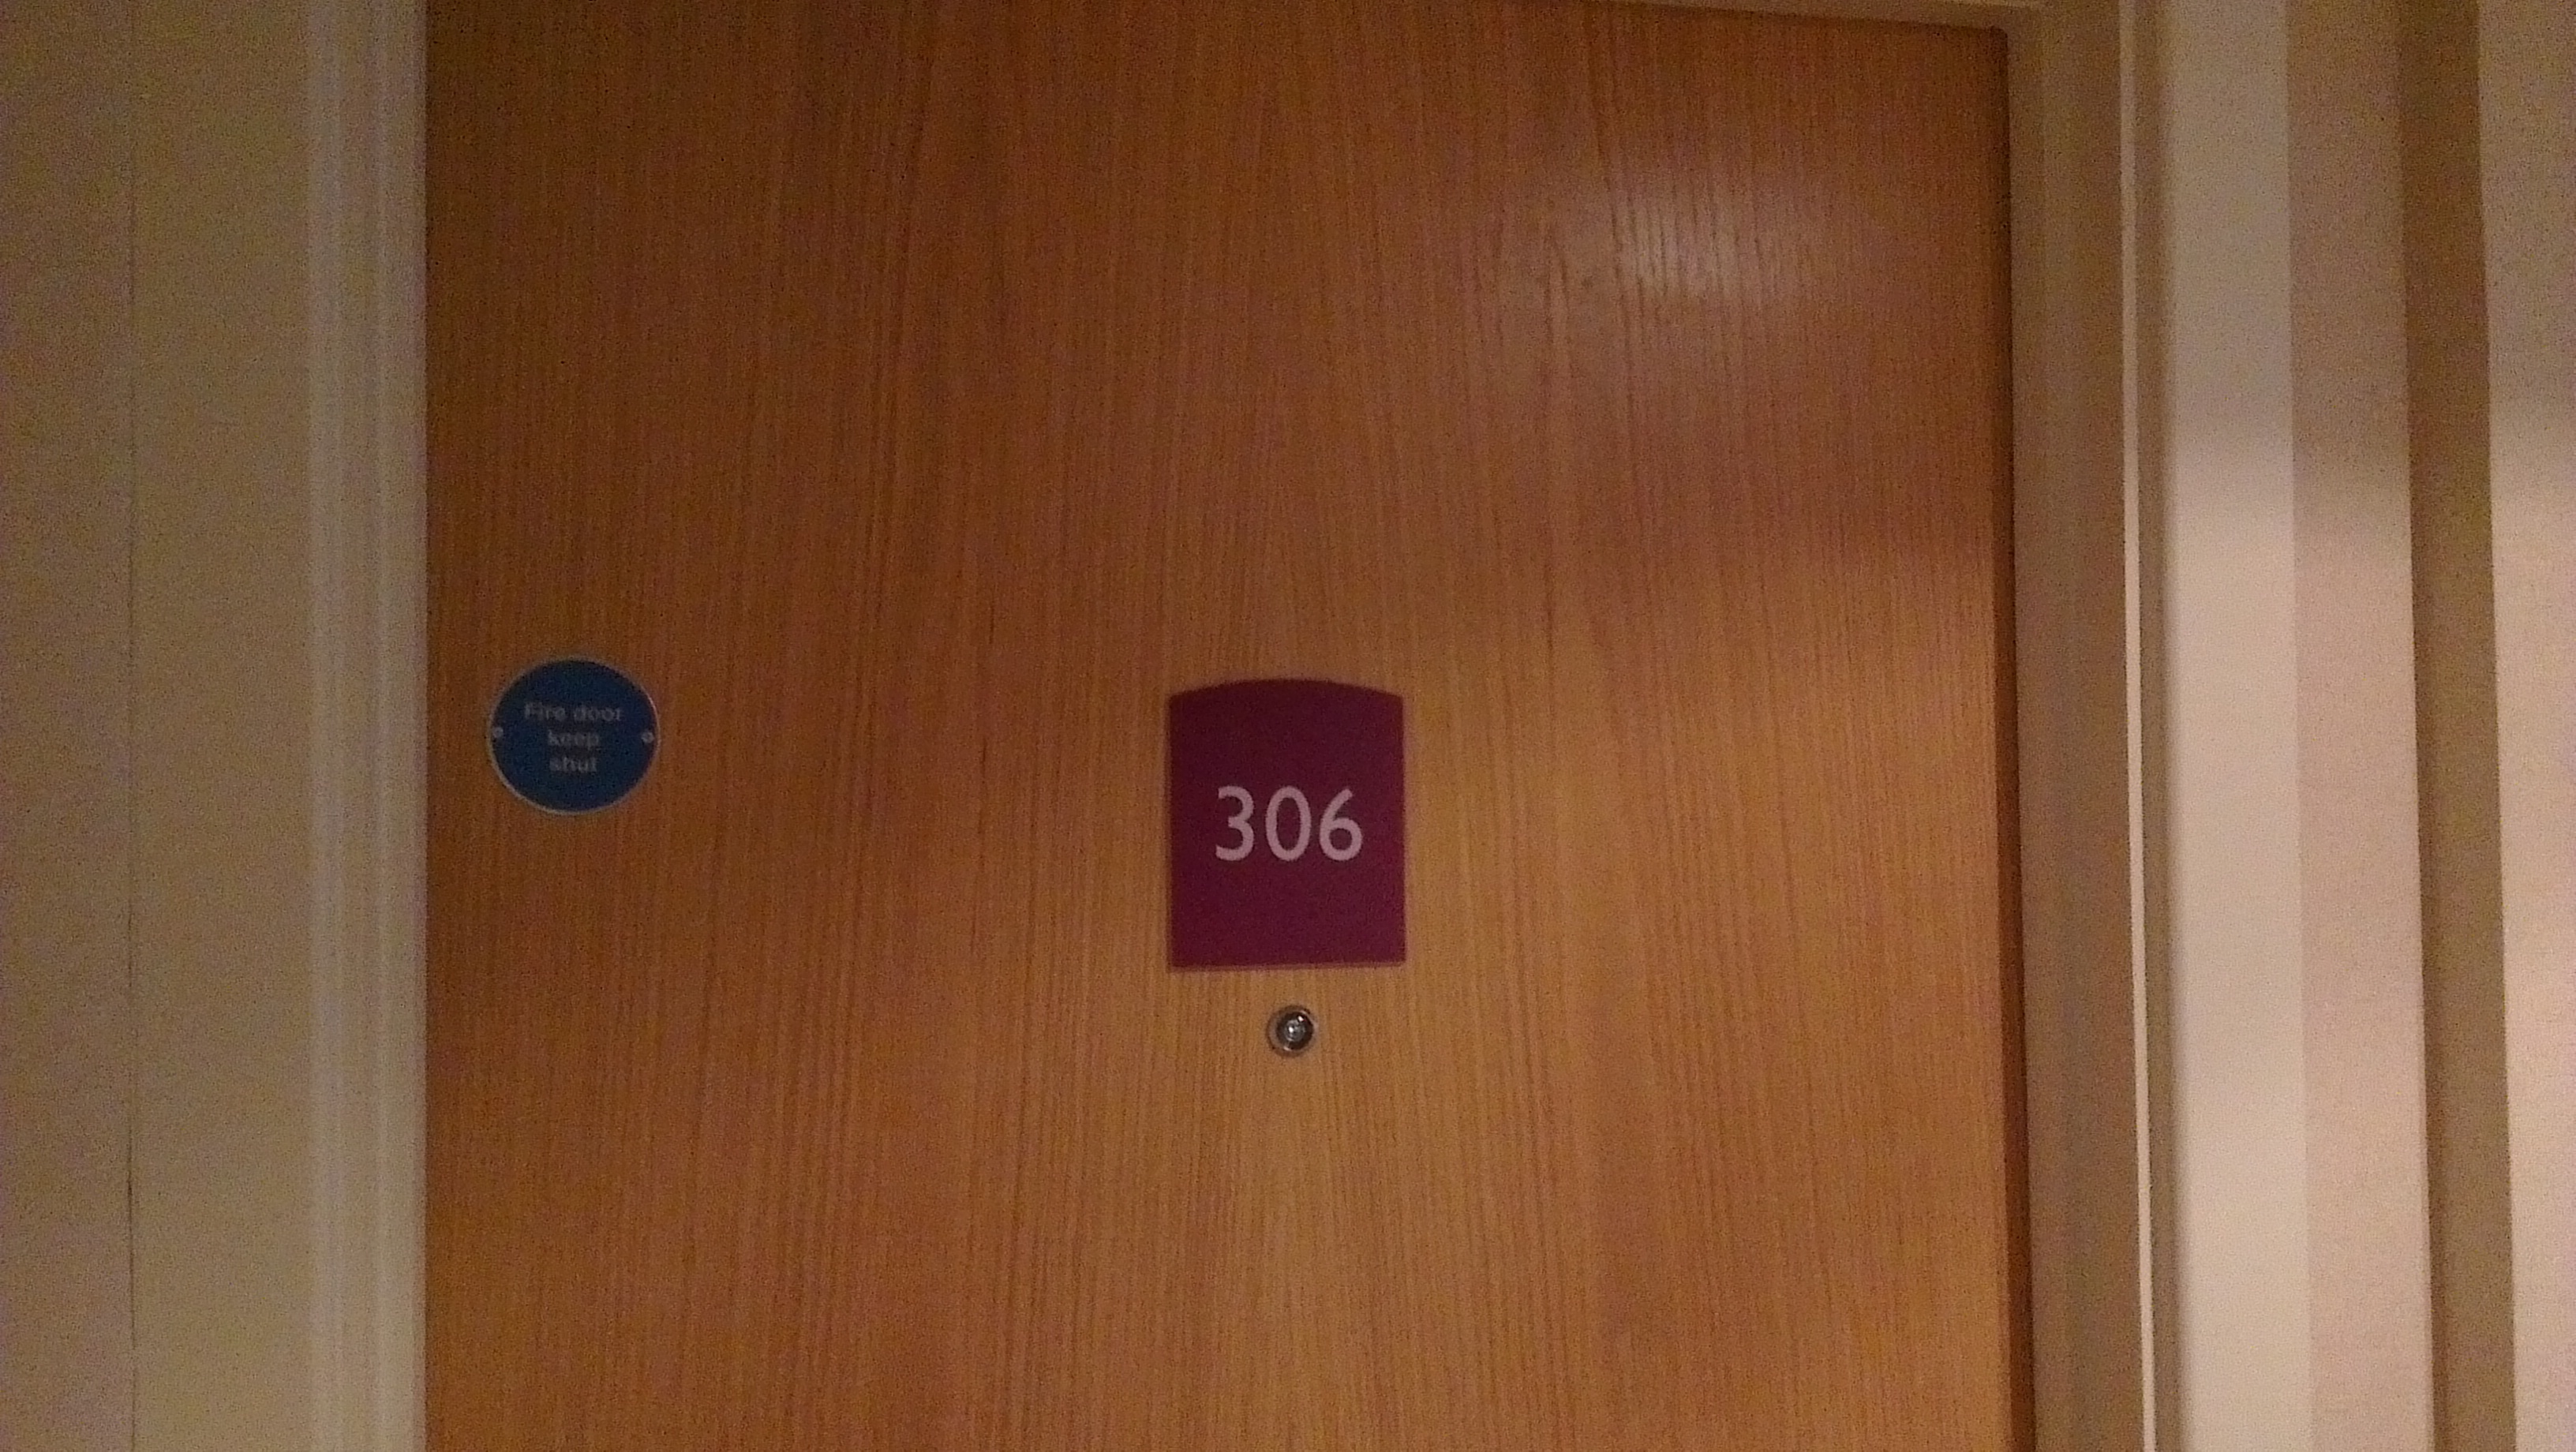 Fire door
keep
shut
306